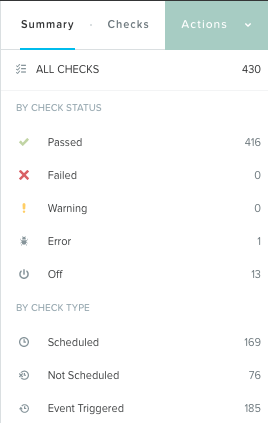 Summary · Checks Actions
ALL CHECKS 430
BY CHECK STATUS
Passed 416
Failed 0
Warning 0
Error 1
Off 13
BY CHECK TYPE
Scheduled 169
Not Scheduled 76
Event Triggered 185